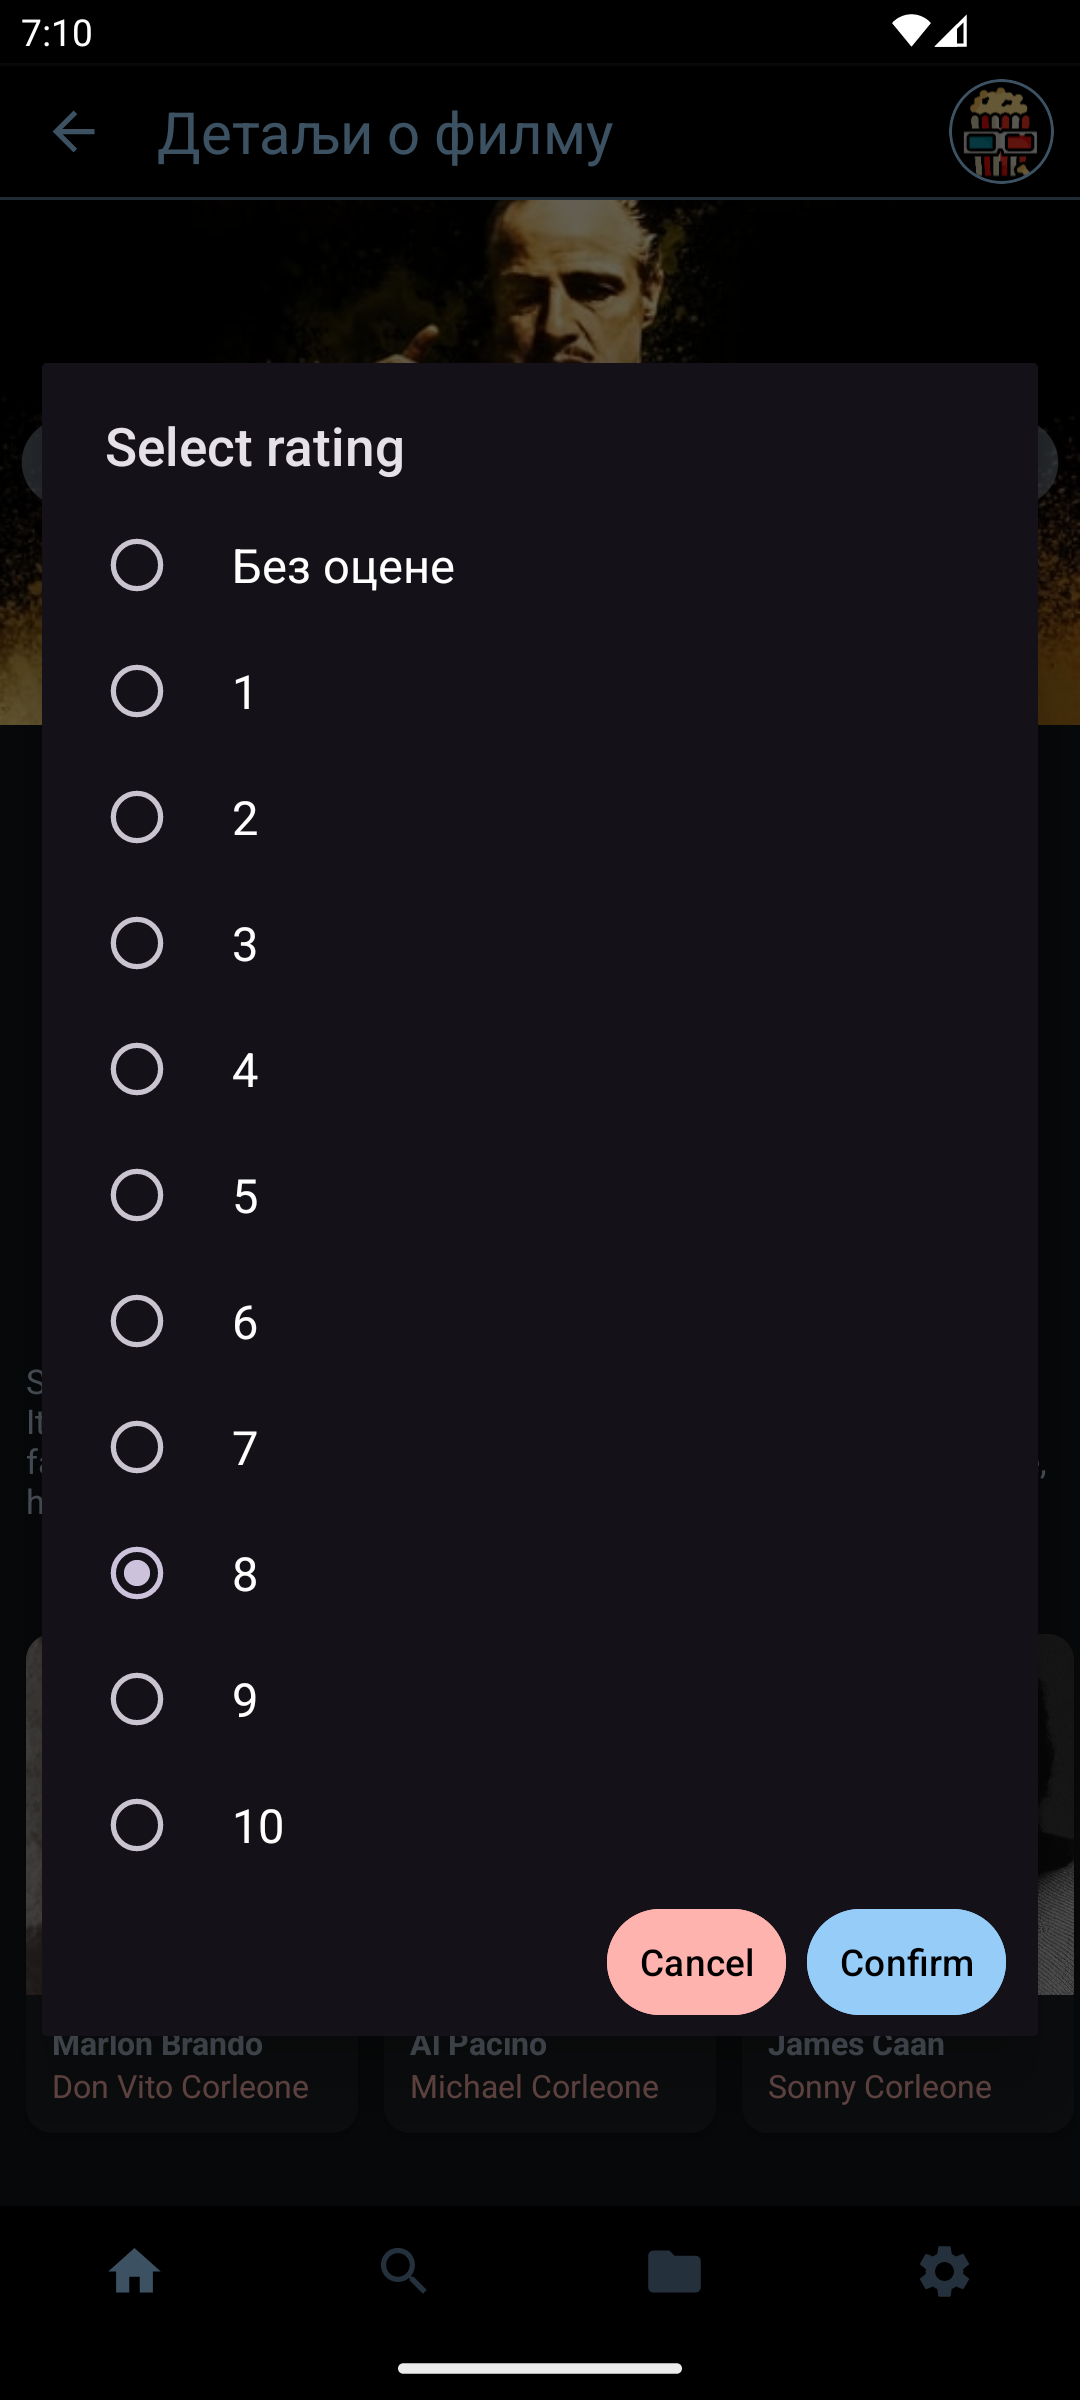 7:10
Детаљи о филму
Select rating
Без оцене
1
2
3
4
5
6
7
8
9
10
Cancel
Confirm
Marlon Brando
Don Vito Corleone
Al Pacino
Michael Corleone
James Caan
Sonny Corleone